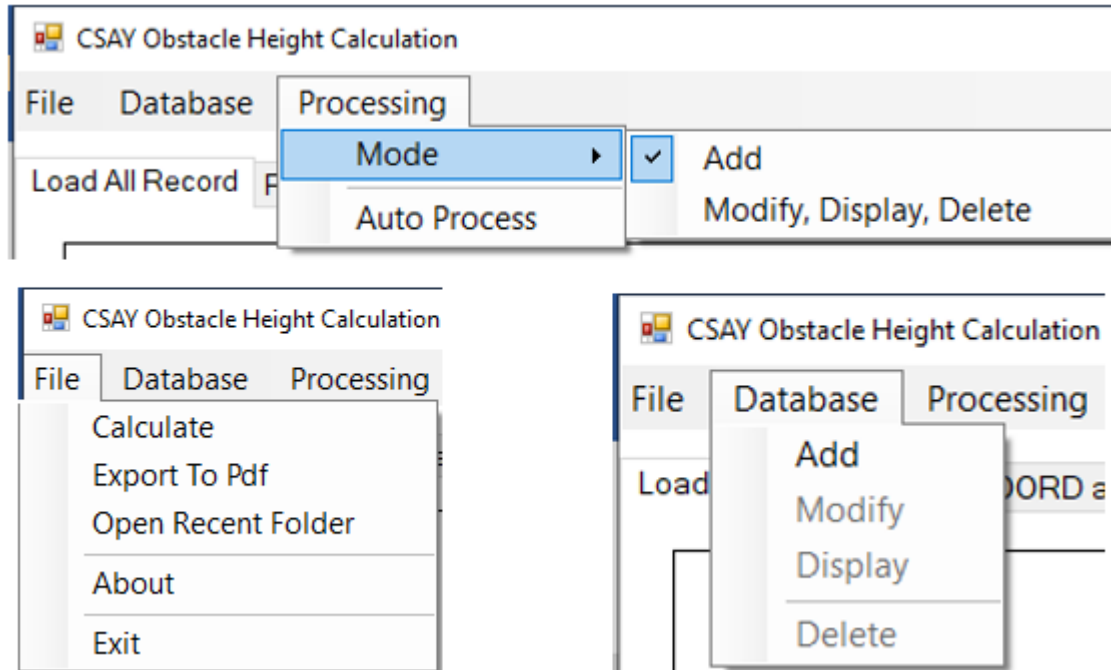 CSAY Obstacle Height Calculation
File Database Processing
Mode Add
Load All Record
Auto Process Modify, Display, Delete
CSAY Obstacle Height Calculation
File Database Processing
Calculate
Export To Pdf
Open Recent Folder
About
Exit
CSAY Obstacle Height Calculation
File Database Processing
Add
Load
Modify
Display
Delete